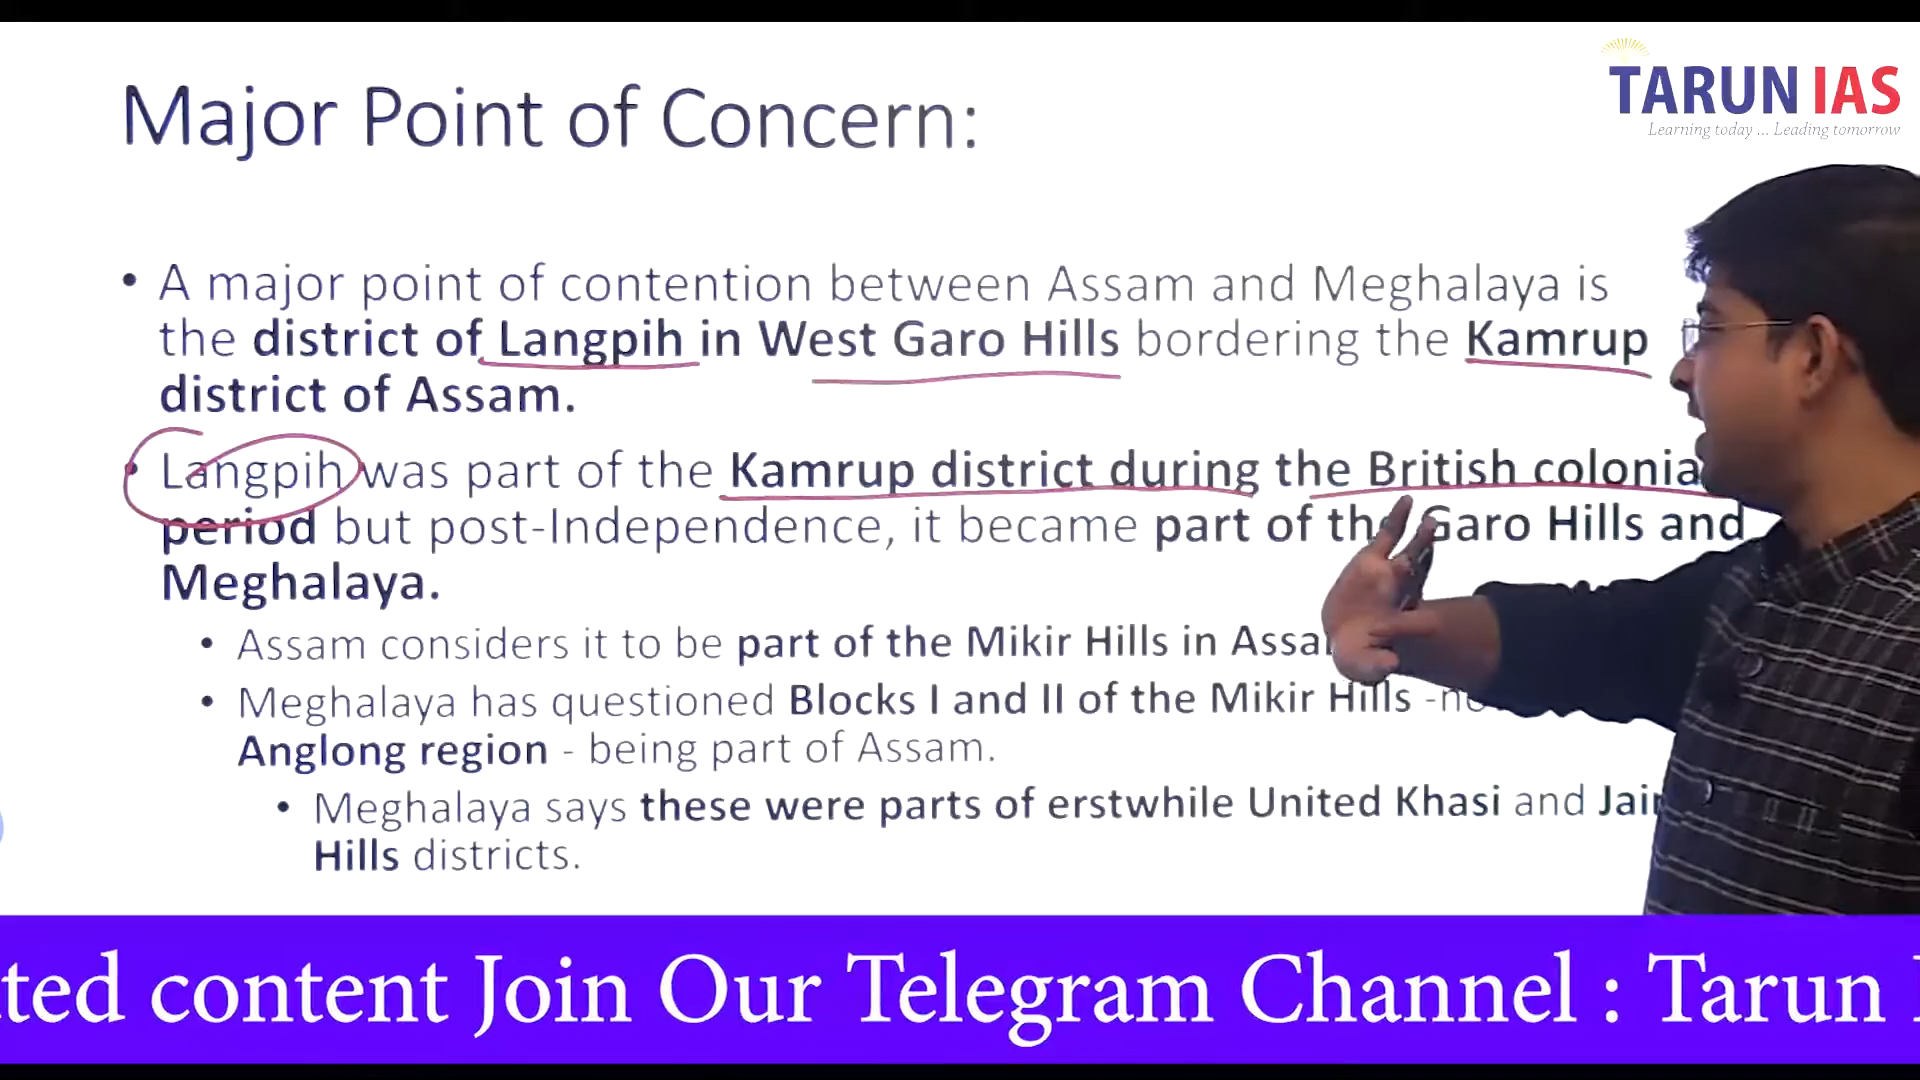 TARUN IAS
Learning today ... Leading tomorrow
Major Point of Concern:
• A major point of contention between Assam and Meghalaya is
the district of Langpih in West Garo Hills bordering the Kamrup
district of Assam.
• Langpih was part of the Kamrup district during the British colonia
period but post-Independence, it became part of the Garo Hills and
Meghalaya.
• Assam considers it to be part of the Mikir Hills in Assa
• Meghalaya has questioned Blocks I and II of the Mikir Hills -
Anglong region - being part of Assam.
• Meghalaya says these were parts of erstwhile United Khasi and Jain
Hills districts.
ted content Join Our Telegram Channel : Tarun I